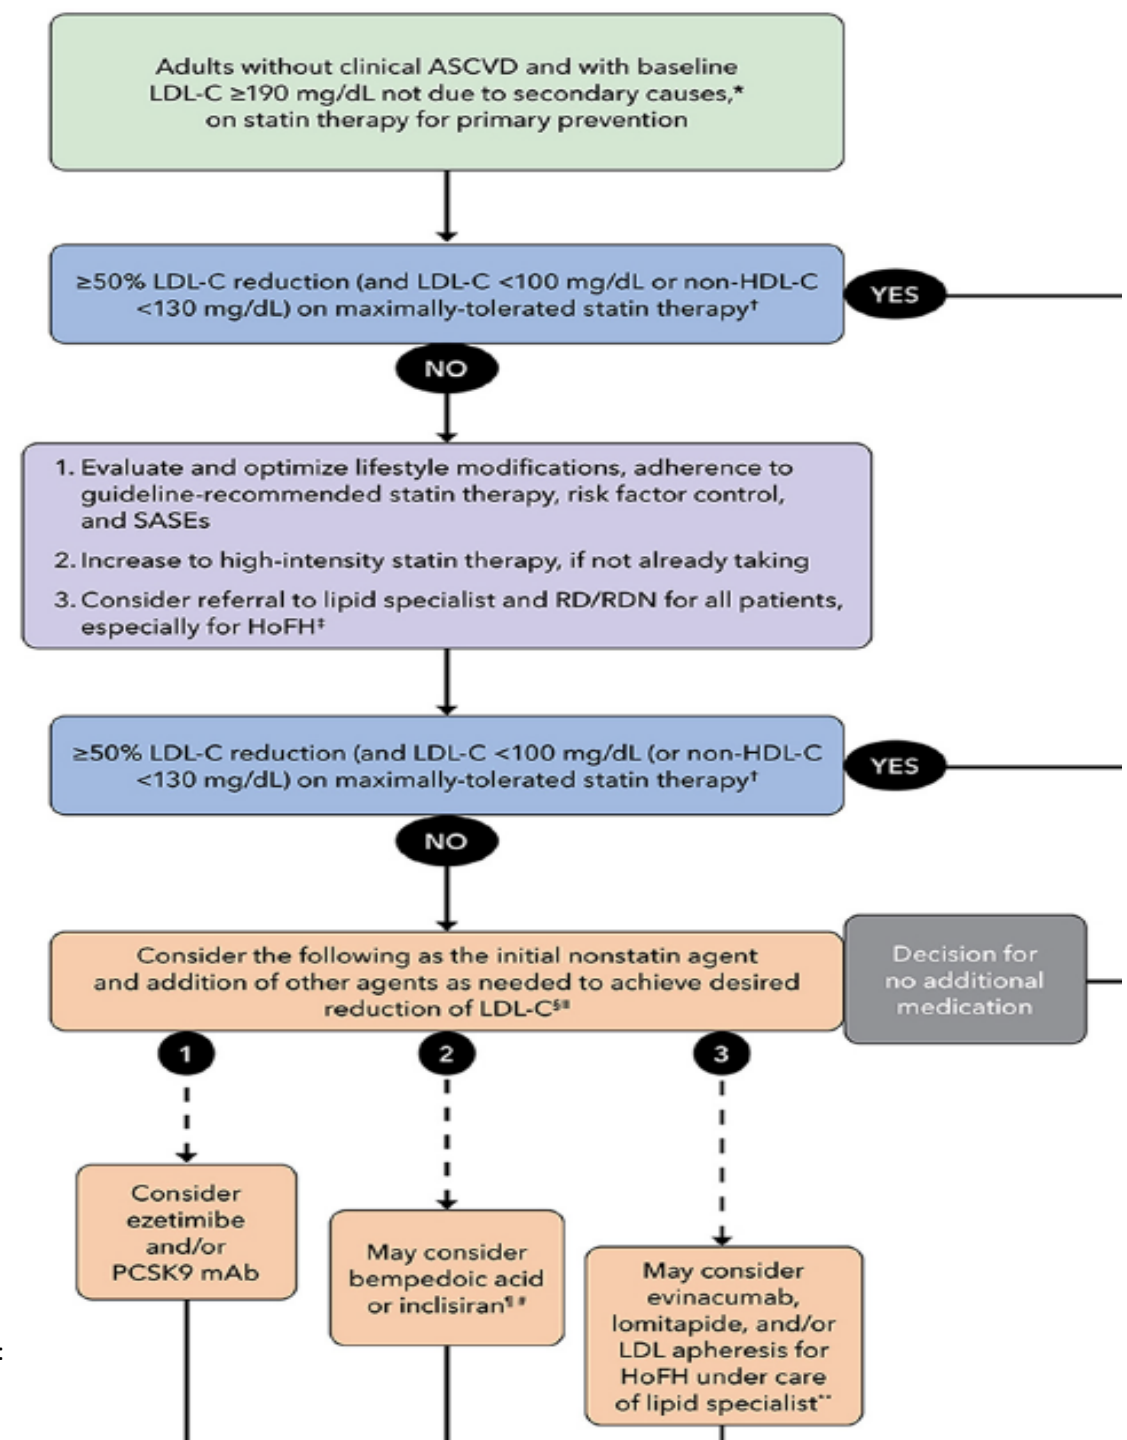 Adults without clinical ASCVD and with baseline
LDL-C ≥190 mg/dL not due to secondary causes,*
on statin therapy for primary prevention
≥50% LDL-C reduction (and LDL-C <100 mg/dL or non-HDL-C
<130 mg/dL) on maximally-tolerated statin therapy†
YES
NO
1. Evaluate and optimize lifestyle modifications, adherence to
guideline-recommended statin therapy, risk factor control,
and SASEs
2. Increase to high-intensity statin therapy, if not already taking
3. Consider referral to lipid specialist and RD/RDN for all patients,
especially for HoFH‡
≥50% LDL-C reduction (and LDL-C <100 mg/dL (or non-HDL-C
<130 mg/dL) on maximally-tolerated statin therapy†
YES
NO
Consider the following as the initial nonstatin agent
and addition of other agents as needed to achieve desired
reduction of LDL-C§‖
Decision for
no additional
medication
1
2
3
Consider
ezetimibe
and/or
PCSK9 mAb
May consider
bempedoic acid
or inclisiran¶#
May consider
evinacumab,
lomitapide, and/or
LDL apheresis for
HoFH under care
of lipid specialist**
: